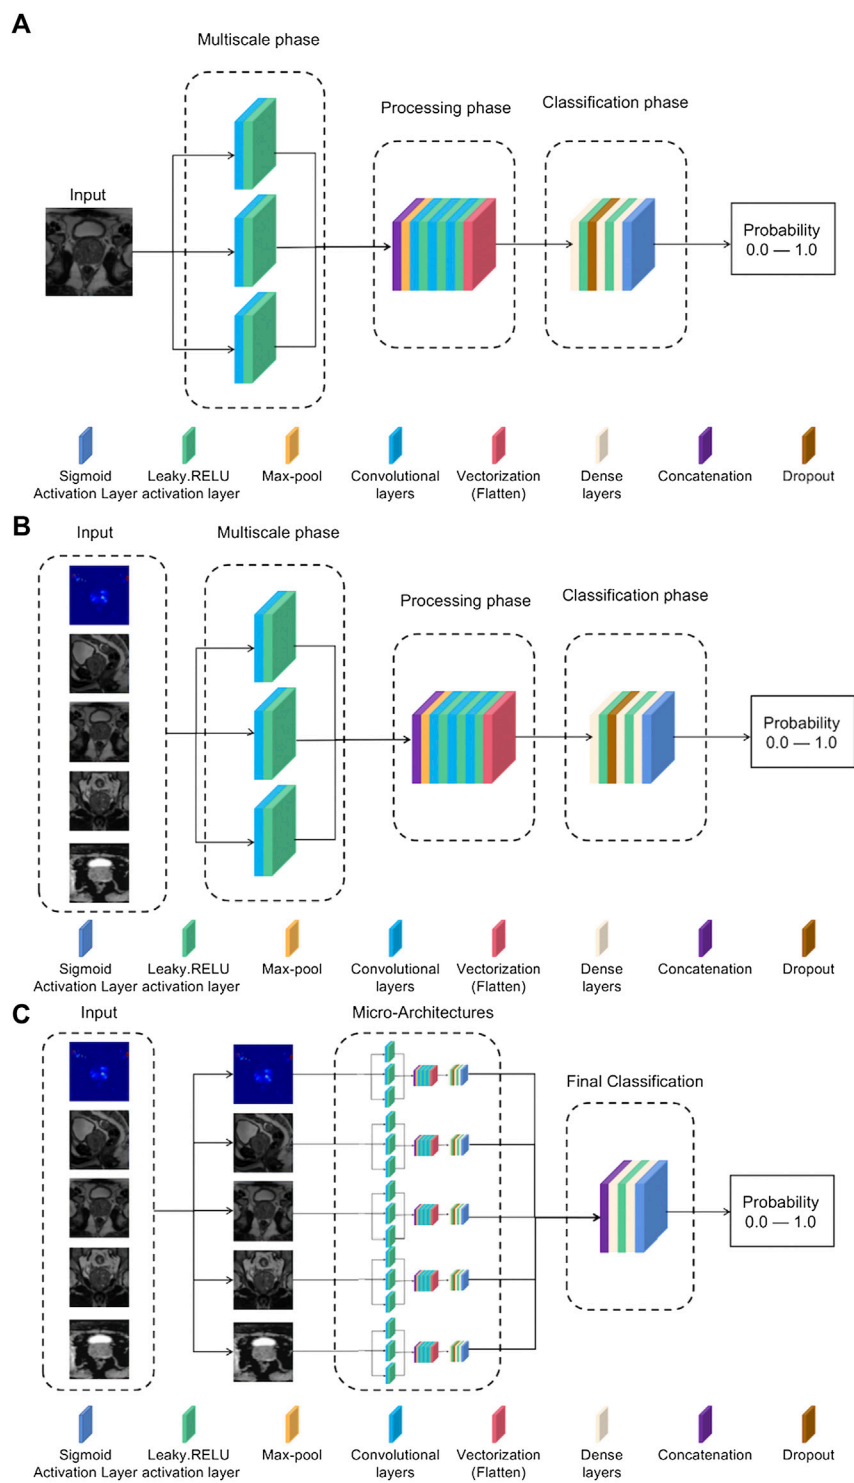 A
Multiscale phase
Processing phase
Classification phase
Input
Probability
0.0 — 1.0
Sigmoid
Activation Layer
Leaky.RELU
activation layer
Max-pool
Convolutional
layers
Vectorization
(Flatten)
Dense
layers
Concatenation
Dropout
B
Input
Multiscale phase
Processing phase
Classification phase
Probability
0.0 — 1.0
Sigmoid
Activation Layer
Leaky.RELU
activation layer
Max-pool
Convolutional
layers
Vectorization
(Flatten)
Dense
layers
Concatenation
Dropout
C
Input
Micro-Architectures
Final Classification
Probability
0.0 — 1.0
Sigmoid
Activation Layer
Leaky.RELU
activation layer
Max-pool
Convolutional
layers
Vectorization
(Flatten)
Dense
layers
Concatenation
Dropout